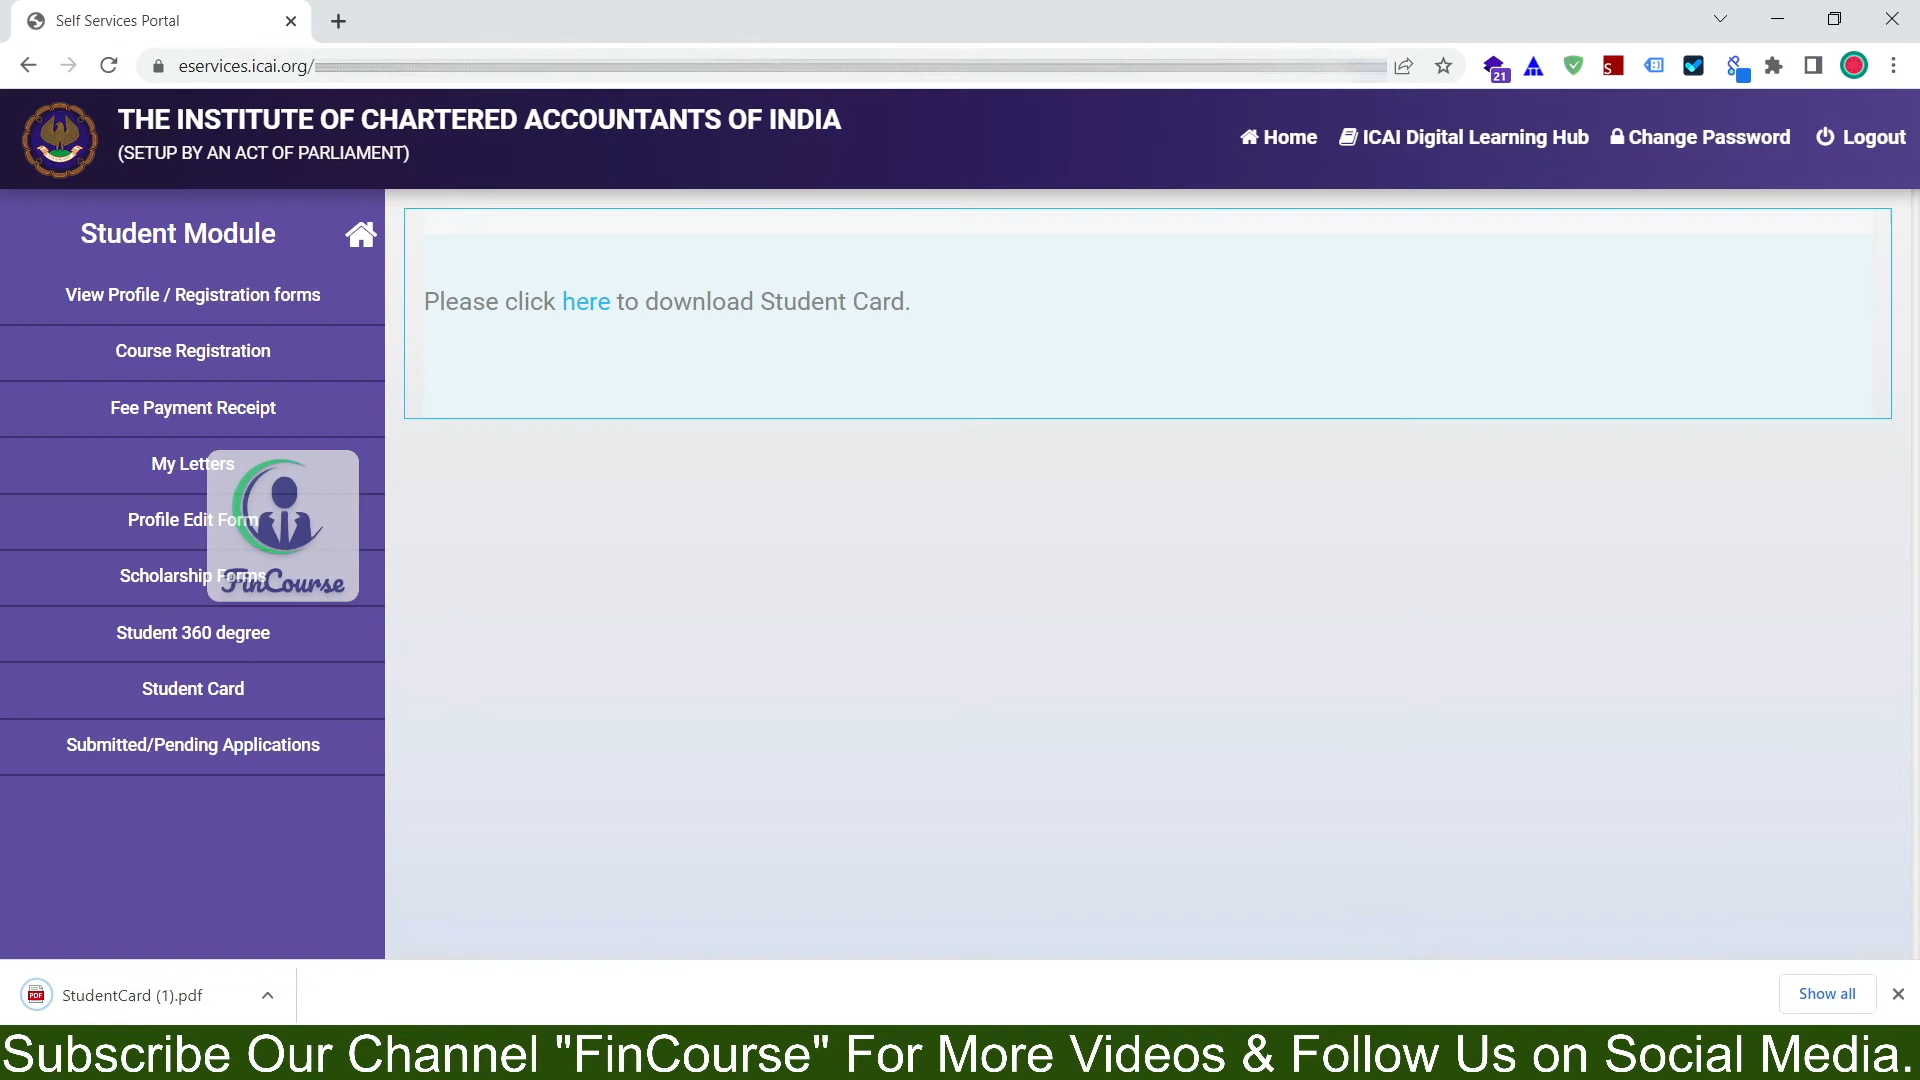 Self Services Portal
eservices.icai.org/
21
THE INSTITUTE OF CHARTERED ACCOUNTANTS OF INDIA
(SETUP BY AN ACT OF PARLIAMENT)
Home ICAI Digital Learning Hub Change Password Logout
Student Module
View Profile / Registration forms
Course Registration
Fee Payment Receipt
My Letters
Profile Edit Form
Scholarship Forms
FinCourse
Student 360 degree
Student Card
Submitted/Pending Applications
Please click here to download Student Card.
PDF
StudentCard (1).pdf
Show all
Subscribe Our Channel "FinCourse" For More Videos & Follow Us on Social Media.